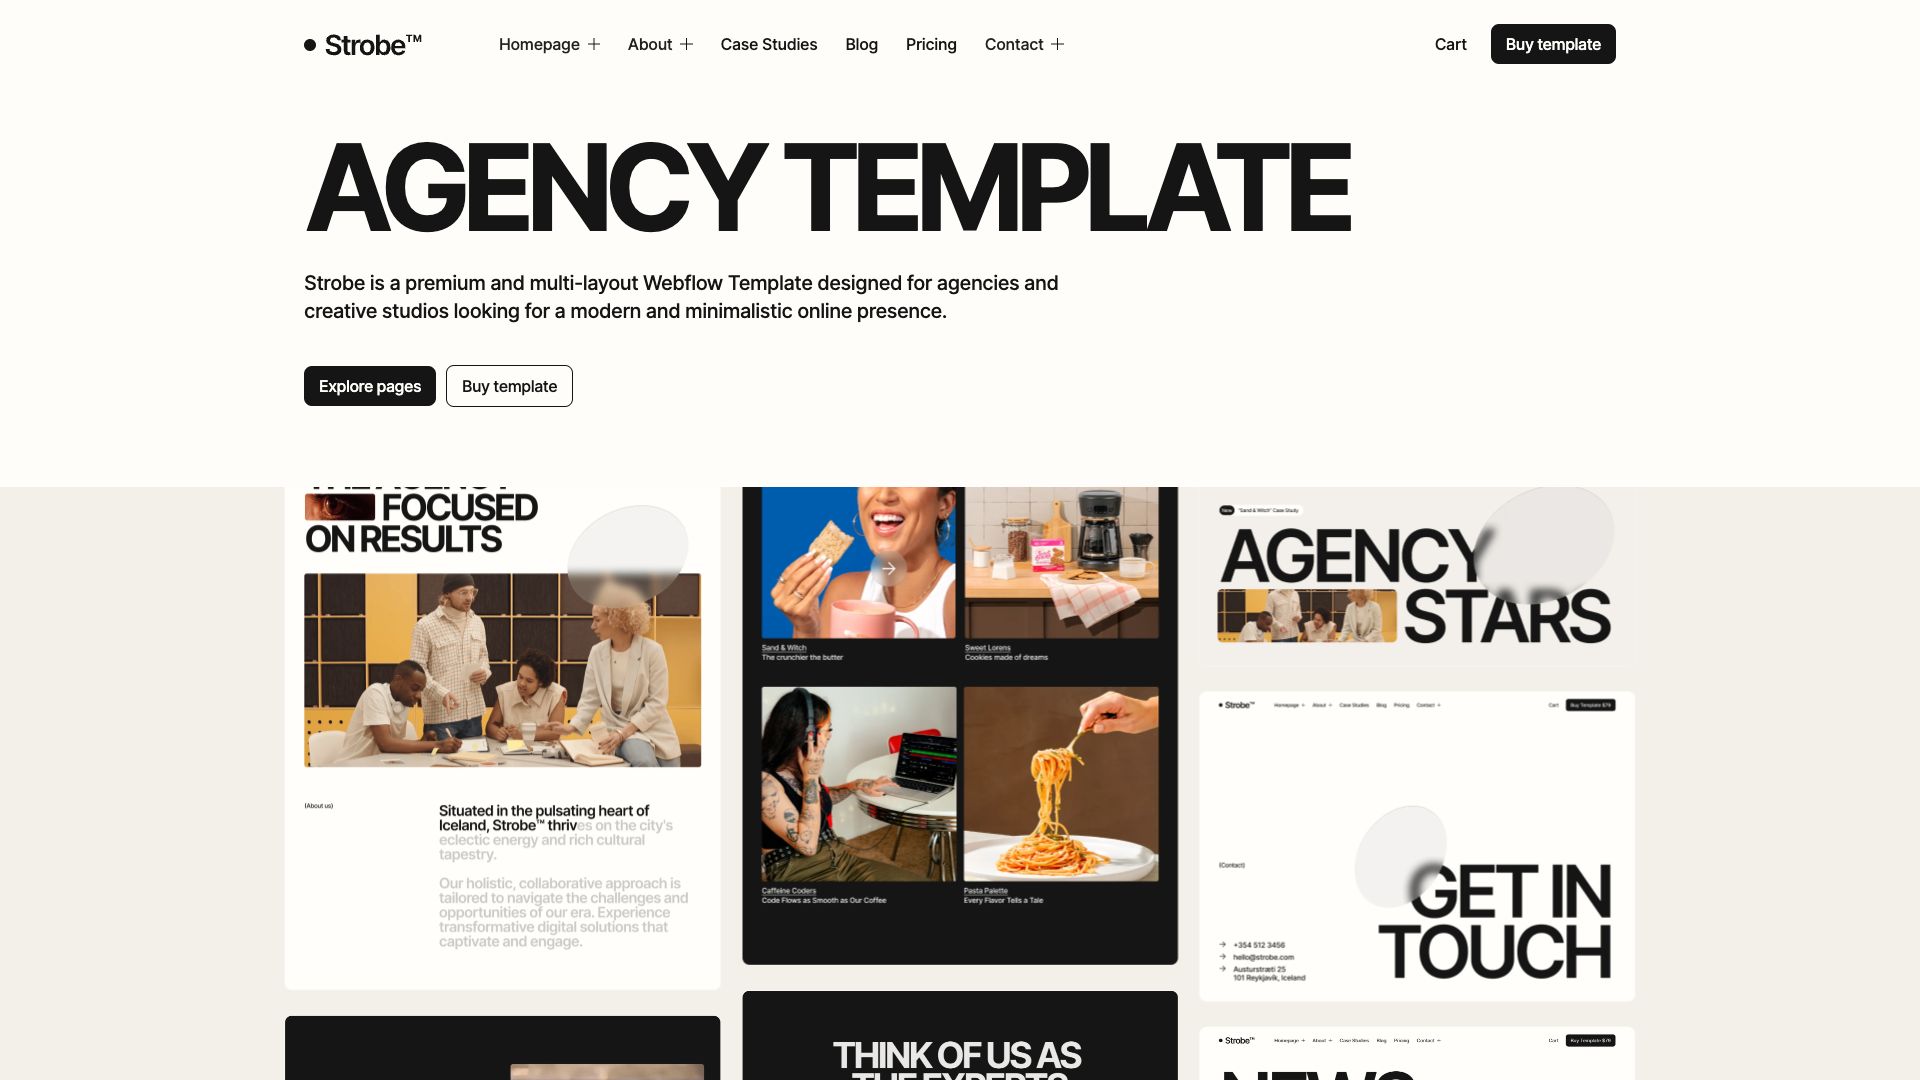 Strobe™
Homepage
About
Case Studies
Blog
Pricing
Contact
Cart
Buy template
AGENCY TEMPLATE
Strobe is a premium and multi-layout Webflow Template designed for agencies and
creative studios looking for a modern and minimalistic online presence.
Explore pages
Buy template
THE AGENCY
FOCUSED
ON RESULTS
(About us)
Situated in the pulsating heart of
Iceland, Strobe™ thrives on the city's
eclectic energy and rich cultural
tapestry.
Our holistic, collaborative approach is
tailored to navigate the challenges and
opportunities of our era. Experience
transformative digital solutions that
captivate and engage.
Sand & Witch
The crunchier the butter
Sweet Lorens
Cookies made of dreams
Caffeine Coders
Code Flows as Smooth as Our Coffee
Pasta Palette
Every Flavor Tells a Tale
THINK OF US AS
THE EXPERTS
New
"Sand & Witch" Case Study
AGENCY
STARS
Strobe™
Homepage
About
Case Studies
Blog
Pricing
Contact
Cart
Buy Template $79
(Contact)
GET IN
TOUCH
+354 512 3456
hello@strobe.com
Austurstræti 25
101 Reykjavík, Iceland
Strobe™
Homepage
About
Case Studies
Blog
Pricing
Contact
Cart
Buy Template $79
NEWS